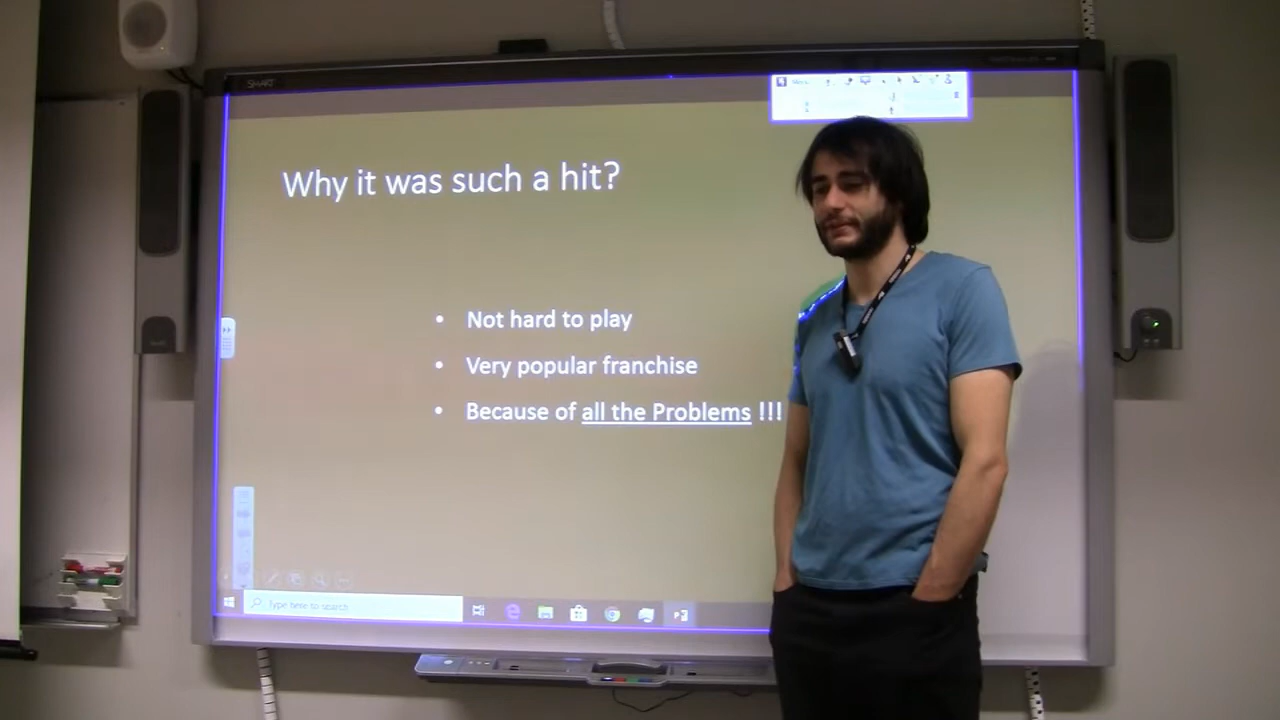 SMART
Why it was such a hit?
• Not hard to play
• Very popular franchise
• Because of all the Problems !!!
Type here to search